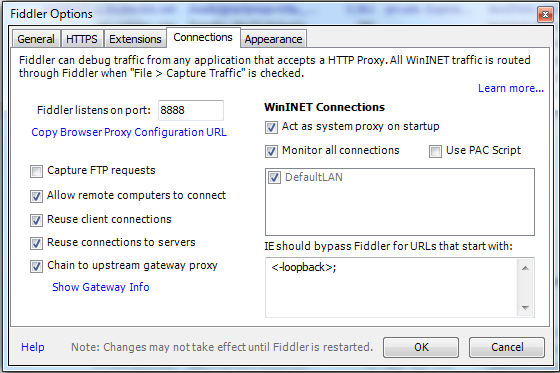 Fiddler Options
General HTTPS Extensions Connections Appearance
Fiddler can debug traffic from any application that accepts a HTTP Proxy. All WinINET traffic is routed
through Fiddler when "File > Capture Traffic" is checked.
Learn more...
Fiddler listens on port: 8888
Copy Browser Proxy Configuration URL
Capture FTP requests
Allow remote computers to connect
Reuse client connections
Reuse connections to servers
Chain to upstream gateway proxy
Show Gateway Info
WinINET Connections
Act as system proxy on startup
Monitor all connections Use PAC Script
DefaultLAN
IE should bypass Fiddler for URLs that start with:
<-loopback>;
Help Note: Changes may not take effect until Fiddler is restarted. OK Cancel